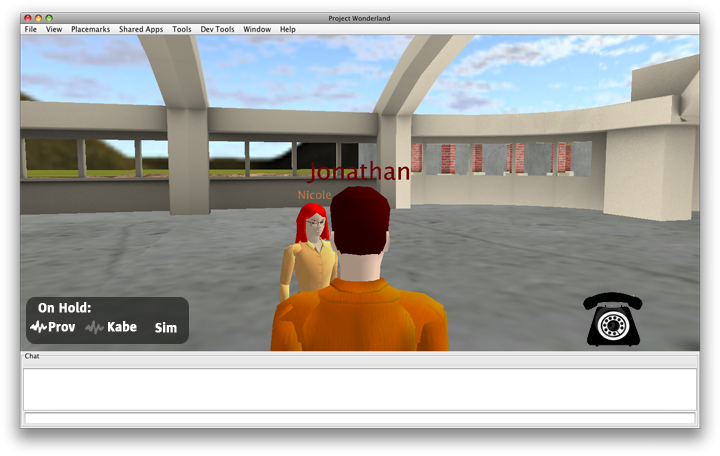 Project Wonderland
File View Placemarks Shared Apps Tools Dev Tools Window Help
Jonathan
Nicole
On Hold:
Prov Kabe Sim
Chat